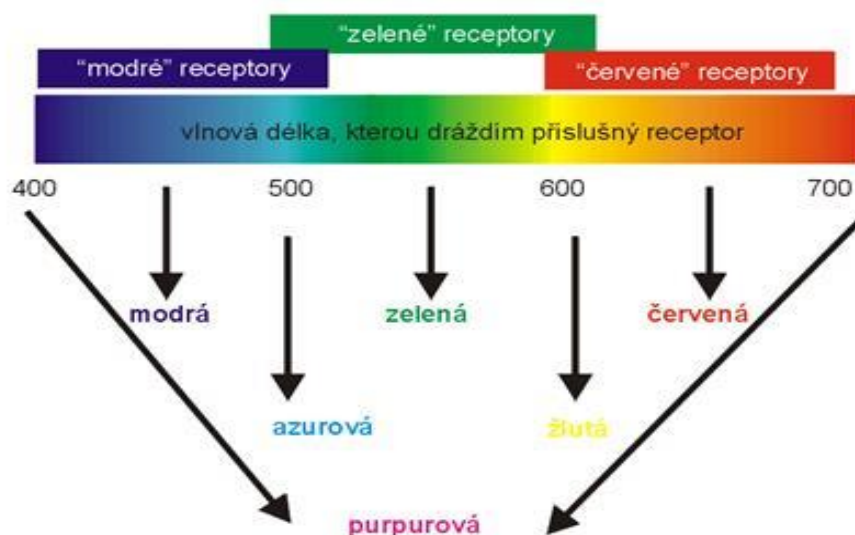 “zelené” receptory
“modré” receptory
“červené” receptory
vlnová délka, kterou dráždím příslušný receptor
400 500 600 700
modrá zelená červená
azurová žlutá
purpurová